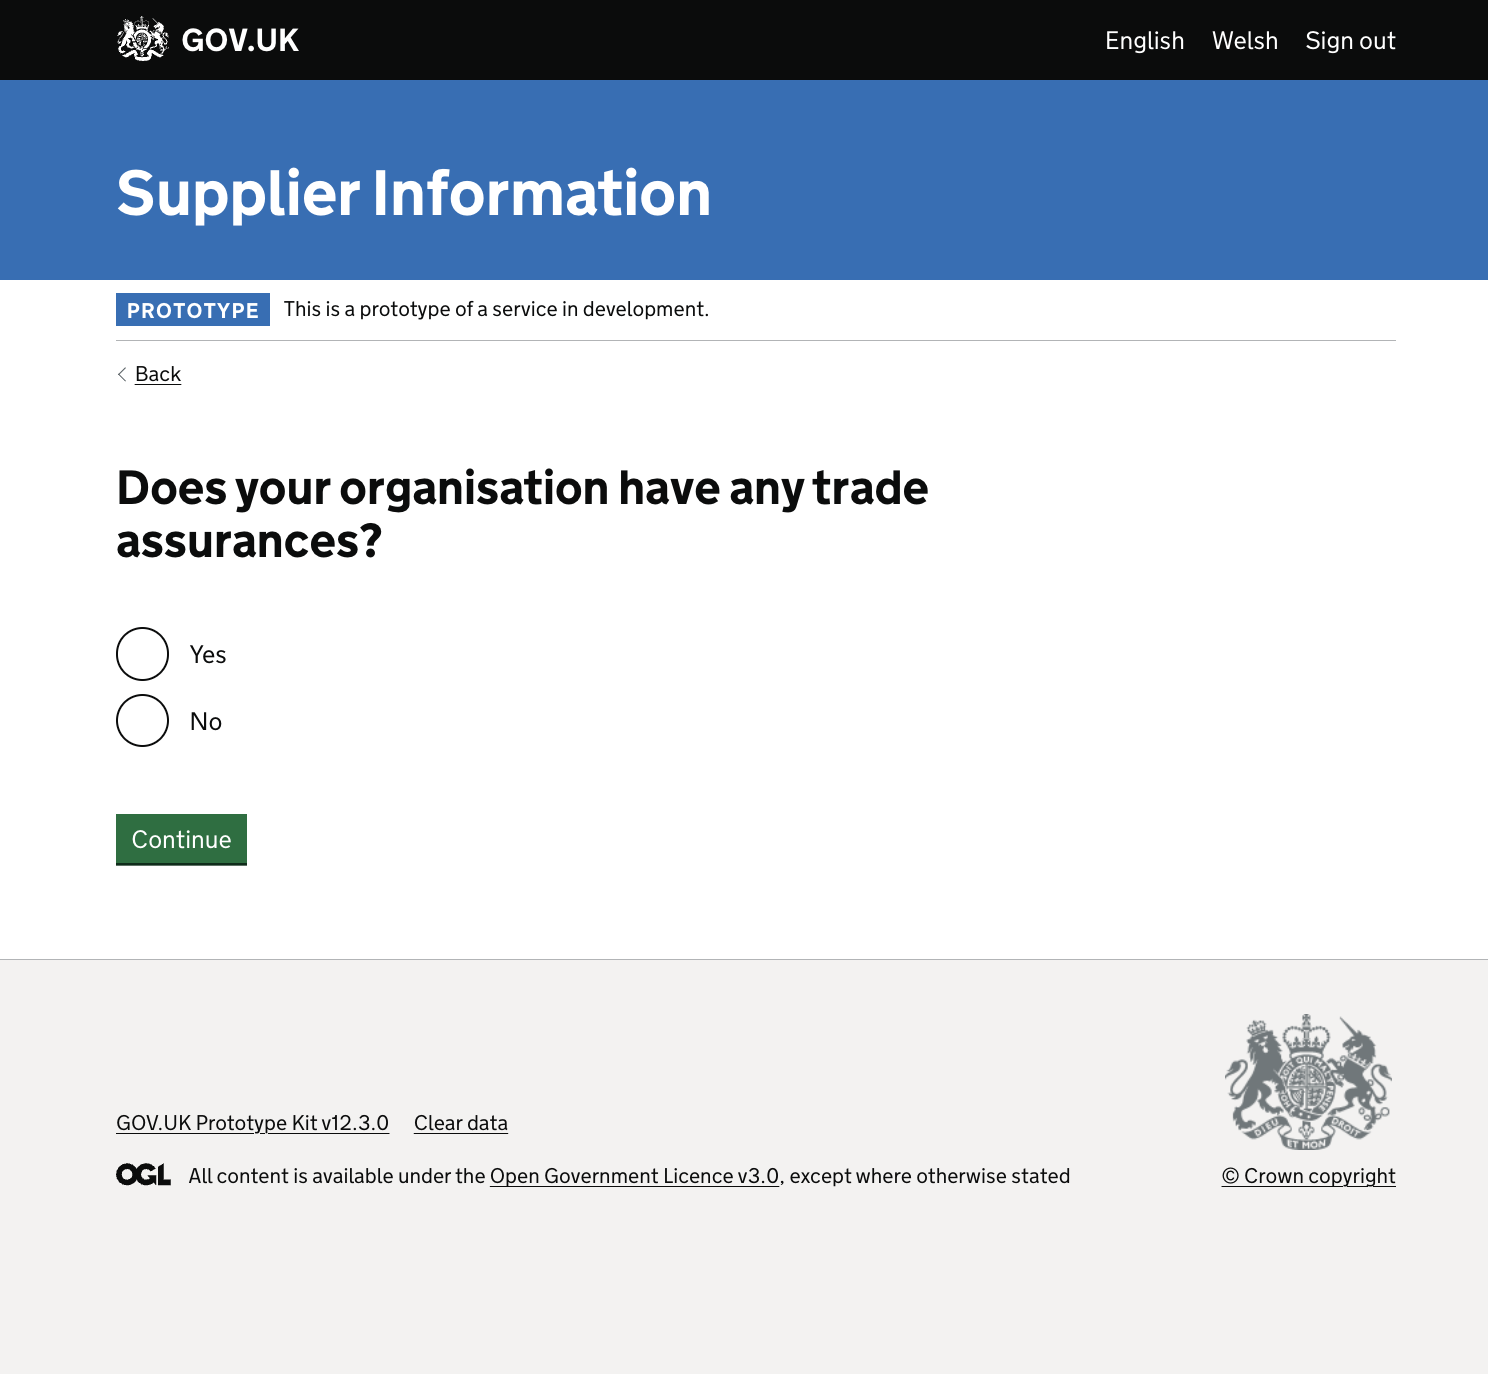 GOV.UK English Welsh Sign out
Supplier Information
PROTOTYPE This is a prototype of a service in development.
Back
Does your organisation have any trade
assurances?
Yes
No
Continue
GOV.UK Prototype Kit v12.3.0 Clear data
OGL All content is available under the Open Government Licence v3.0, except where otherwise stated
DIEU ET MON DROIT
© Crown copyright